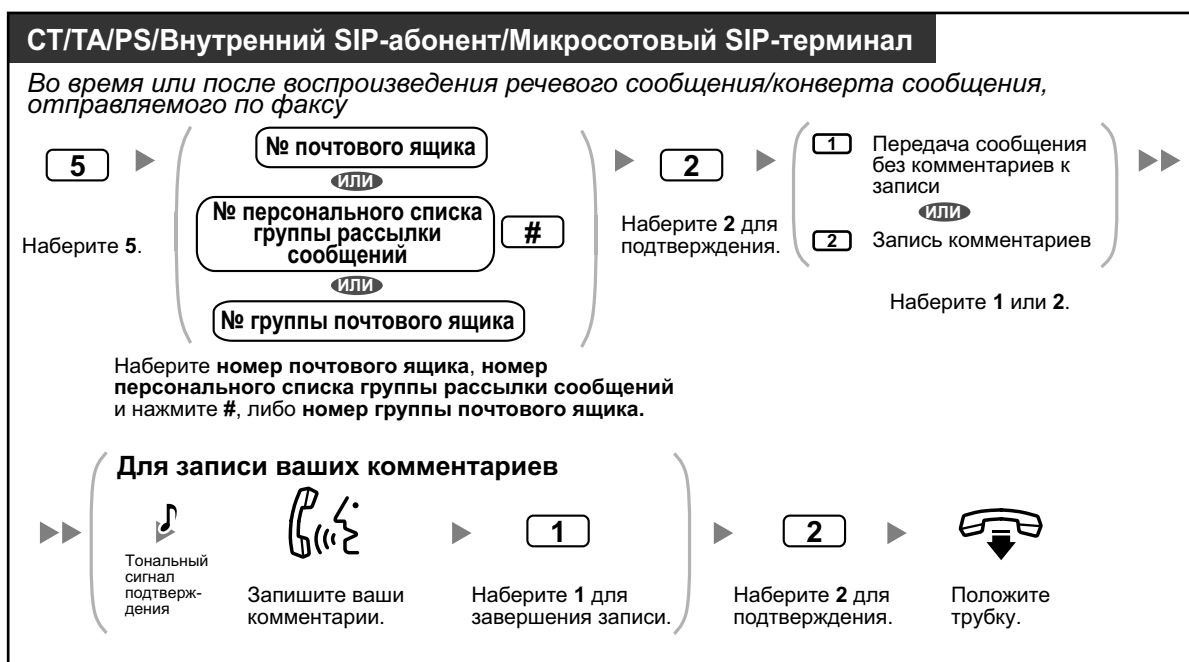 СТ/TA/PS/Внутренний SIP-абонент/Микросотовый SIP-терминал
Во время или после воспроизведения речевого сообщения/конверта сообщения,
отправляемого по факсу
5
Наберите 5.
№ почтового ящика
ИЛИ
№ персонального списка
группы рассылки
сообщений
#
ИЛИ
№ группы почтового ящика
Наберите номер почтового ящика, номер
персонального списка группы рассылки сообщений
и нажмите #, либо номер группы почтового ящика.
2
Наберите 2 для
подтверждения.
1 Передача сообщения
без комментариев к
записи
ИЛИ
2 Запись комментариев
Наберите 1 или 2.
Для записи ваших комментариев
Тональный
сигнал
подтверж-
дения
Запишите ваши
комментарии.
1
Наберите 1 для
завершения записи.
2
Наберите 2 для
подтверждения.
Положите
трубку.